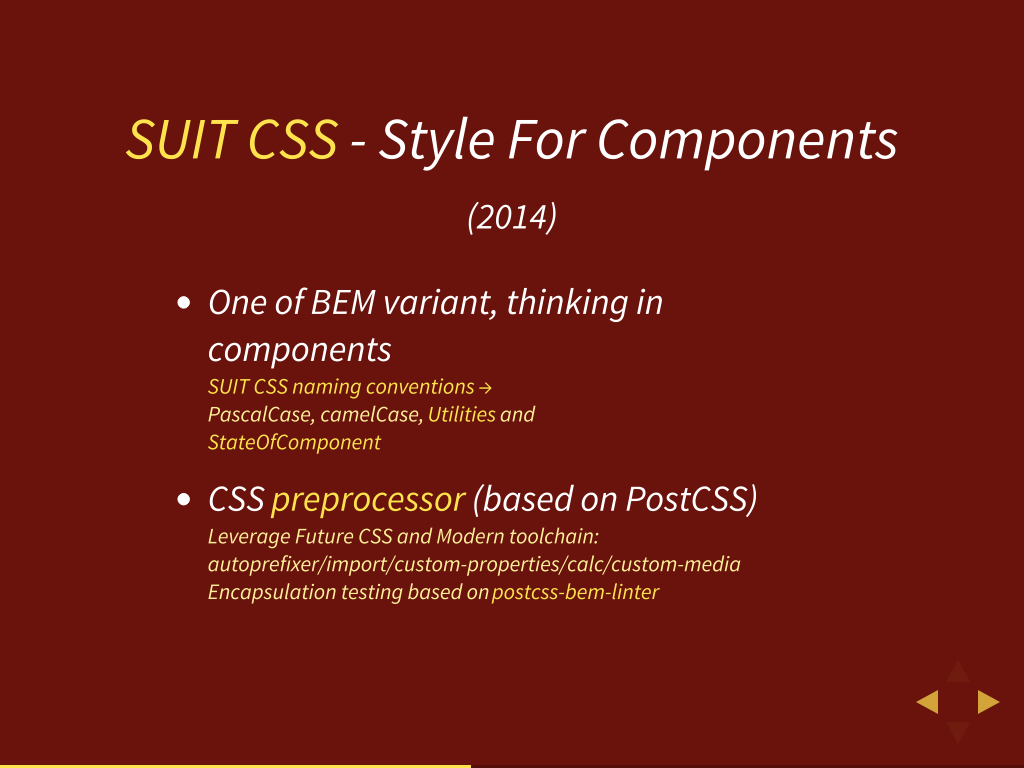 SUIT CSS - Style For Components
(2014)
One of BEM variant, thinking in
components
SUIT CSS naming conventions →
PascalCase, camelCase, Utilities and
StateOfComponent
CSS preprocessor (based on PostCSS)
Leverage Future CSS and Modern toolchain:
autoprefixer/import/custom-properties/calc/custom-media
Encapsulation testing based on postcss-bem-linter